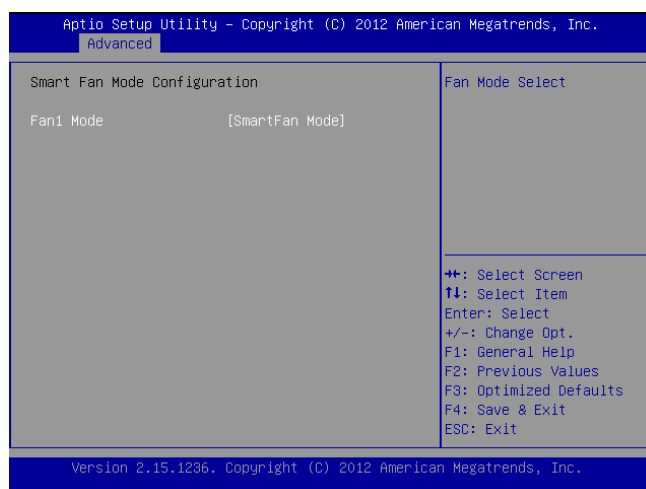 Aptio Setup Utility – Copyright (C) 2012 American Megatrends, Inc.
Advanced
Smart Fan Mode Configuration
Fan1 Mode [SmartFan Mode]
Fan Mode Select
→←: Select Screen
↑↓: Select Item
Enter: Select
+/-: Change Opt.
F1: General Help
F2: Previous Values
F3: Optimized Defaults
F4: Save & Exit
ESC: Exit
Version 2.15.1236. Copyright (C) 2012 American Megatrends, Inc.